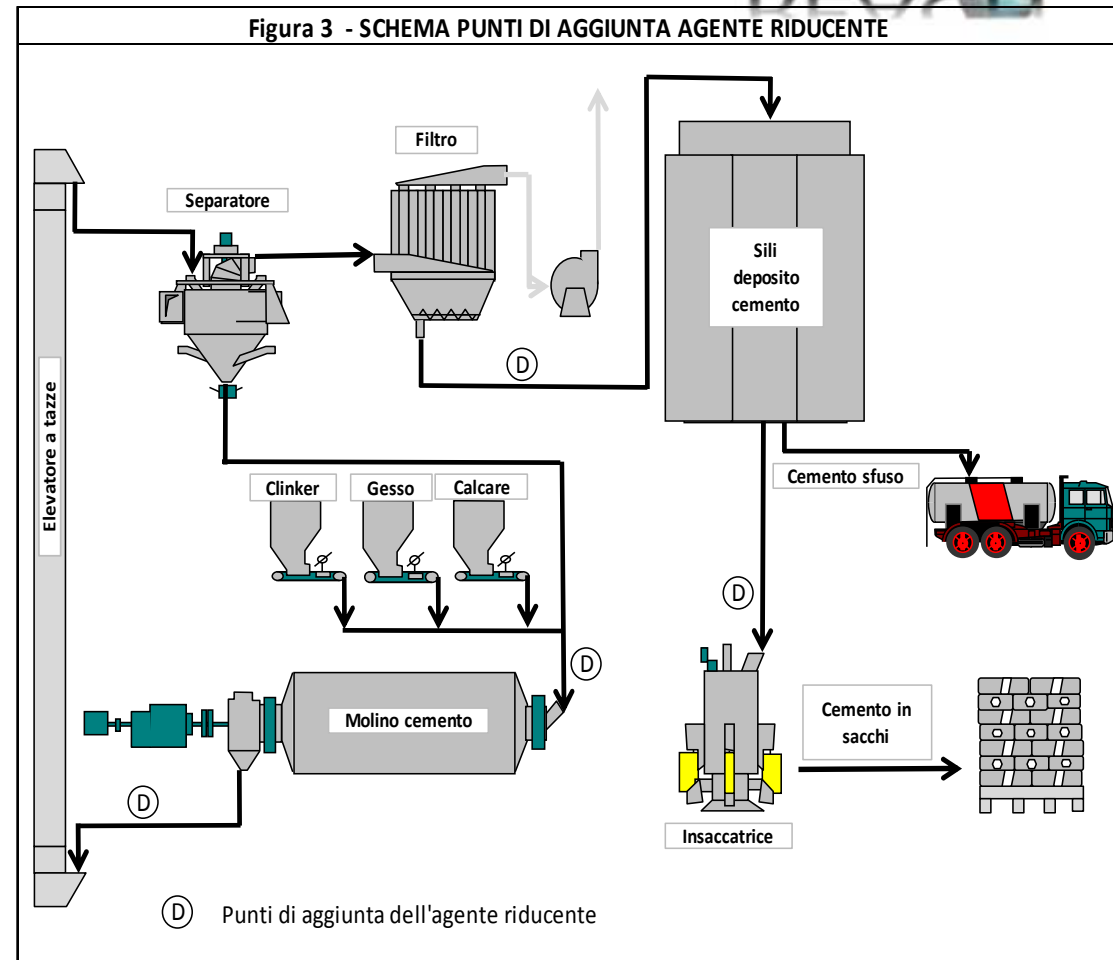 Figura 3 - SCHEMA PUNTI DI AGGIUNTA AGENTE RIDUCENTE
Filtro
Separatore
Sili
deposito
cemento
D
Elevatore a tazze
Cemento sfuso
Clinker
Gesso
Calcare
D
D
Molino cemento
Cemento in
sacchi
D
Insaccatrice
D
Punti di aggiunta dell'agente riducente